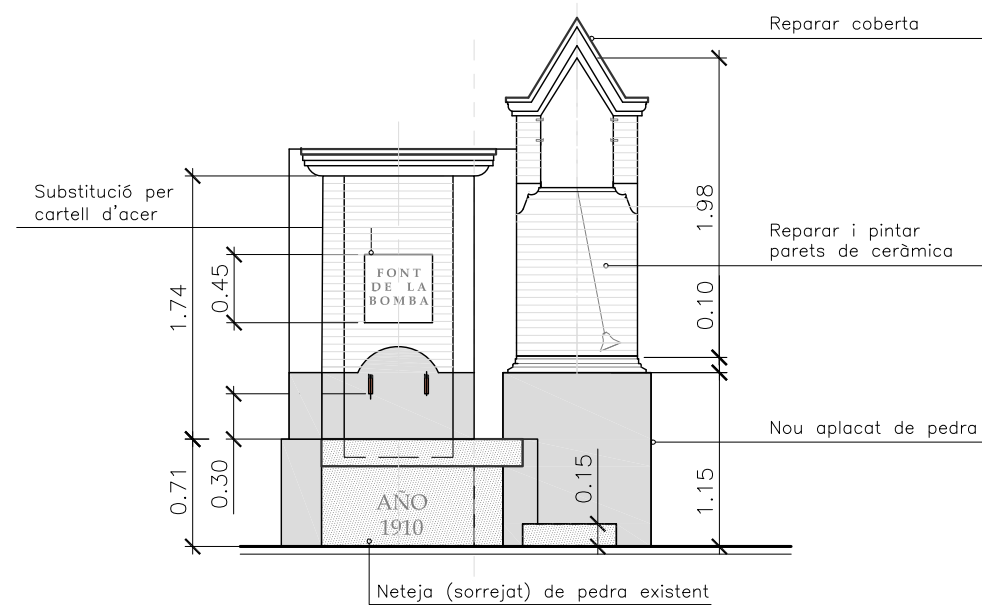 Reparar coberta
Substitució per
cartell d'acer
1.98
Reparar i pintar
parets de ceràmica
FONT
DE LA
BOMBA
0.45
1.74
0.10
Nou aplacat de pedra
0.71
0.30
0.15
1.15
AÑO
1910
Neteja (sorrejat) de pedra existent